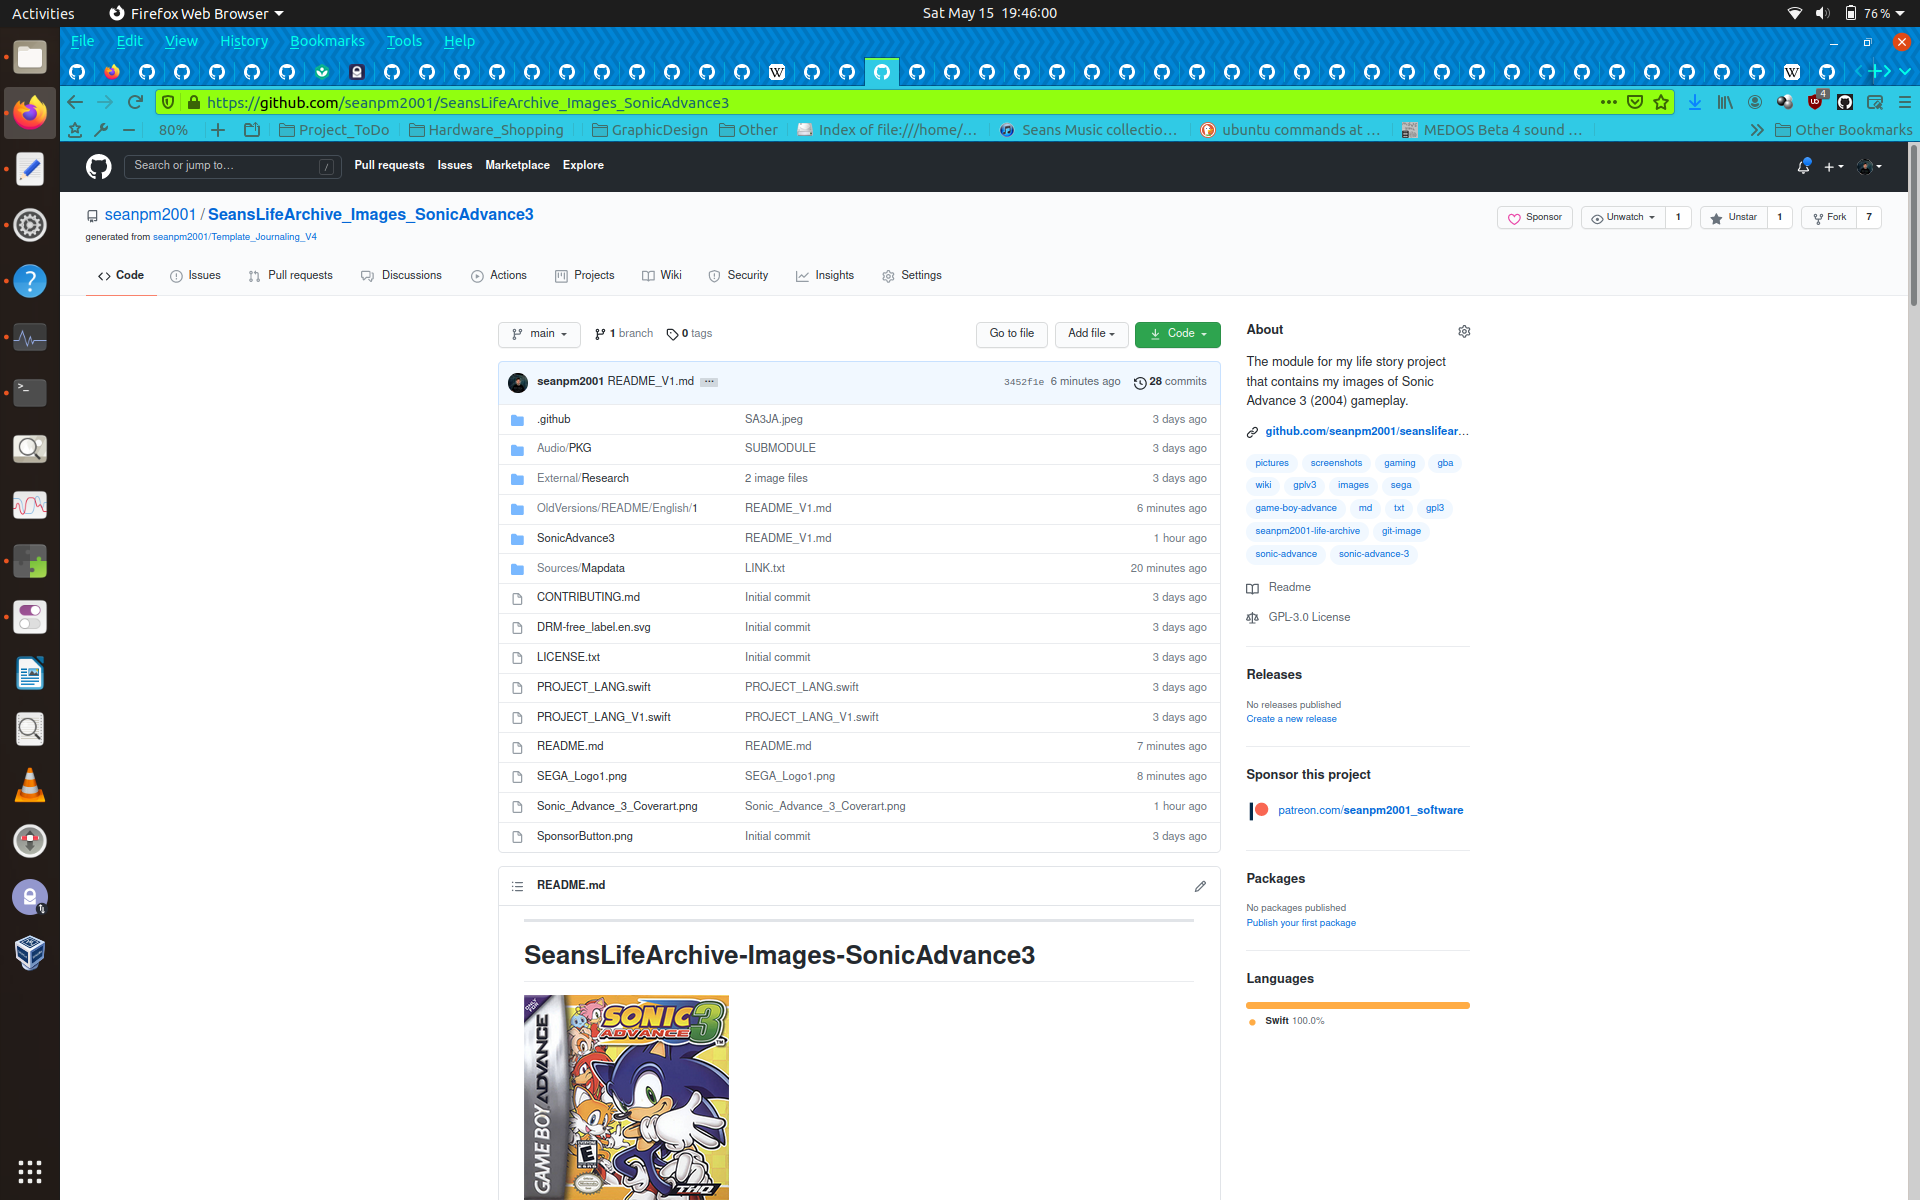 Activities Firefox Web Browser Sat May 15 19:46:00 76 %
File Edit View History Bookmarks Tools Help
https://github.com/seanpm2001/SeansLifeArchive_Images_SonicAdvance3 4
80% Project_ToDo Hardware_Shopping GraphicDesign Other Index of file:///home/... Seans Music collectio... ubuntu commands at ... MEDOS Beta 4 sound ... Other Bookmarks
Search or jump to... / Pull requests Issues Marketplace Explore
seanpm2001 / SeansLifeArchive_Images_SonicAdvance3 Sponsor Unwatch 1 Unstar 1 Fork 7
generated from seanpm2001/Template_Journaling_V4
Code Issues Pull requests Discussions Actions Projects Wiki Security Insights Settings
main 1 branch 0 tags Go to file Add file Code
seanpm2001 README_V1.md ... 3452f1e 6 minutes ago 28 commits
.github SA3JA.jpeg 3 days ago
Audio/PKG SUBMODULE 3 days ago
External/Research 2 image files 3 days ago
OldVersions/README/English/1 README_V1.md 6 minutes ago
SonicAdvance3 README_V1.md 1 hour ago
Sources/Mapdata LINK.txt 20 minutes ago
CONTRIBUTING.md Initial commit 3 days ago
DRM-free_label.en.svg Initial commit 3 days ago
LICENSE.txt Initial commit 3 days ago
PROJECT_LANG.swift PROJECT_LANG.swift 3 days ago
PROJECT_LANG_V1.swift PROJECT_LANG_V1.swift 3 days ago
README.md README.md 7 minutes ago
SEGA_Logo1.png SEGA_Logo1.png 8 minutes ago
Sonic_Advance_3_Coverart.png Sonic_Advance_3_Coverart.png 1 hour ago
SponsorButton.png Initial commit 3 days ago
README.md
SeansLifeArchive-Images-SonicAdvance3
ONLY FOR
GAME BOY ADVANCE
SONIC
ADVANCE 3
TM
E
THQ
About
The module for my life story project
that contains my images of Sonic
Advance 3 (2004) gameplay.
github.com/seanpm2001/seanslifear...
pictures screenshots gaming gba
wiki gplv3 images sega
game-boy-advance md txt gpl3
seanpm2001-life-archive git-image
sonic-advance sonic-advance-3
Readme
GPL-3.0 License
Releases
No releases published
Create a new release
Sponsor this project
patreon.com/seanpm2001_software
Packages
No packages published
Publish your first package
Languages
Swift 100.0%